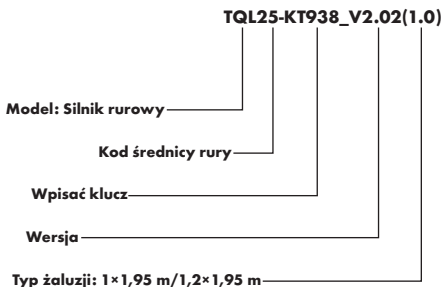 TQL25-KT938_V2.02(1.0)
Model: Silnik rurowy
Kod średnicy rury
Wpisać klucz
Wersja
Typ żaluzji: 1×1,95 m/1,2×1,95 m